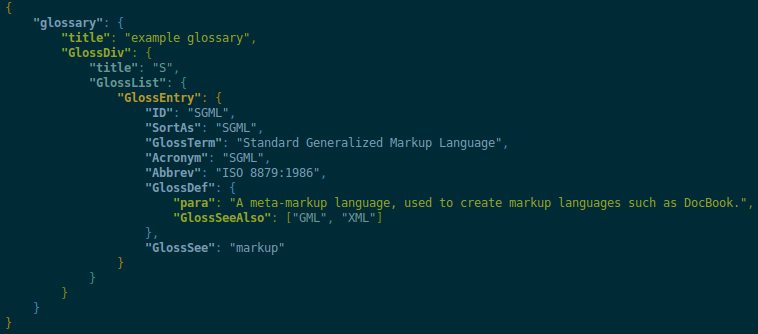 {
    "glossary": {
        "title": "example glossary",
        "GlossDiv": {
            "title": "S",
            "GlossList": {
                "GlossEntry": {
                    "ID": "SGML",
                    "SortAs": "SGML",
                    "GlossTerm": "Standard Generalized Markup Language",
                    "Acronym": "SGML",
                    "Abbrev": "ISO 8879:1986",
                    "GlossDef": {
                        "para": "A meta-markup language, used to create markup languages such as DocBook.",
                        "GlossSeeAlso": ["GML", "XML"]
                    },
                    "GlossSee": "markup"
                }
            }
        }
    }
}